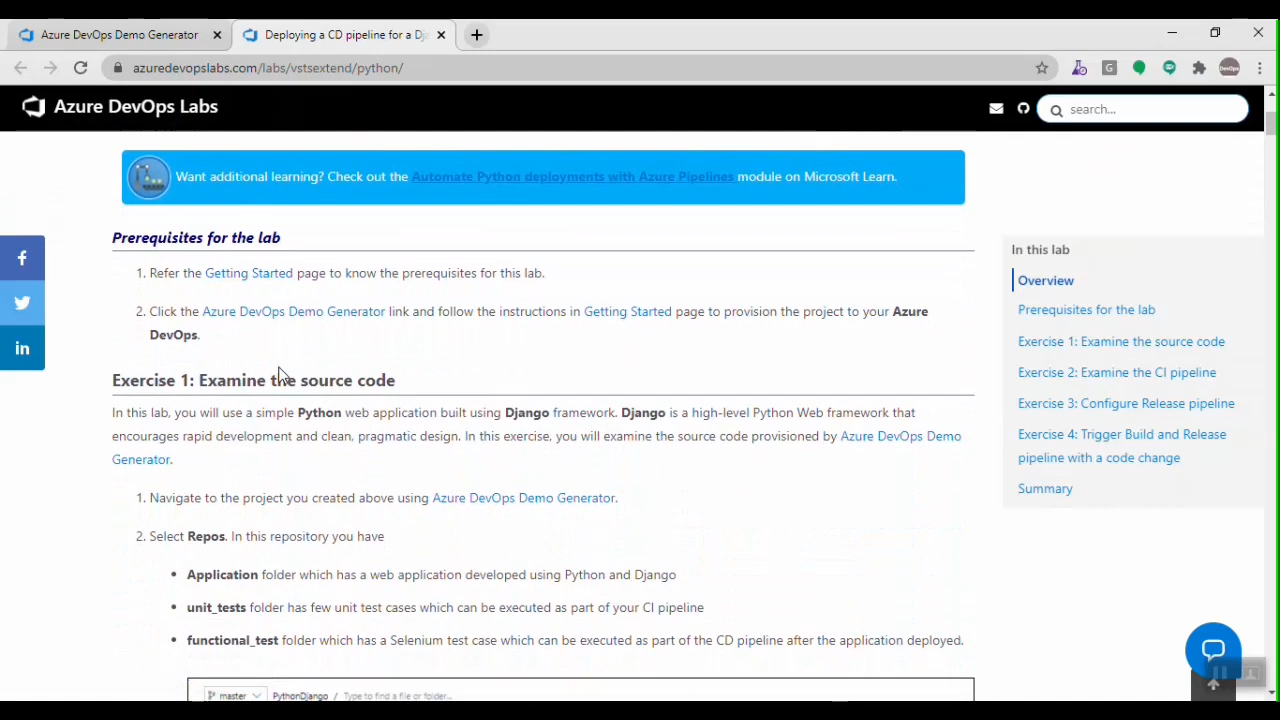 Azure DevOps Demo Generator
Deploying a CD pipeline for a Dj
azuredevopslabs.com/labs/vstsextend/python/
Azure DevOps Labs
search...
Want additional learning? Check out the Automate Python deployments with Azure Pipelines module on Microsoft Learn.
Prerequisites for the lab
1. Refer the Getting Started page to know the prerequisites for this lab.
2. Click the Azure DevOps Demo Generator link and follow the instructions in Getting Started page to provision the project to your Azure
DevOps.
Exercise 1: Examine the source code
In this lab, you will use a simple Python web application built using Django framework. Django is a high-level Python Web framework that
encourages rapid development and clean, pragmatic design. In this exercise, you will examine the source code provisioned by Azure DevOps Demo
Generator.
1. Navigate to the project you created above using Azure DevOps Demo Generator.
2. Select Repos. In this repository you have
• Application folder which has a web application developed using Python and Django
• unit_tests folder has few unit test cases which can be executed as part of your CI pipeline
• functional_test folder which has a Selenium test case which can be executed as part of the CD pipeline after the application deployed.
master PythonDjango / Type to find a file or folder...
In this lab
Overview
Prerequisites for the lab
Exercise 1: Examine the source code
Exercise 2: Examine the CI pipeline
Exercise 3: Configure Release pipeline
Exercise 4: Trigger Build and Release
pipeline with a code change
Summary